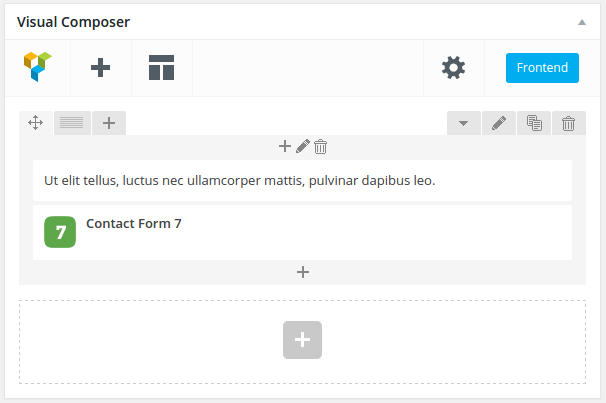 Visual Composer
Frontend
Ut elit tellus, luctus nec ullamcorper mattis, pulvinar dapibus leo.
7
Contact Form 7